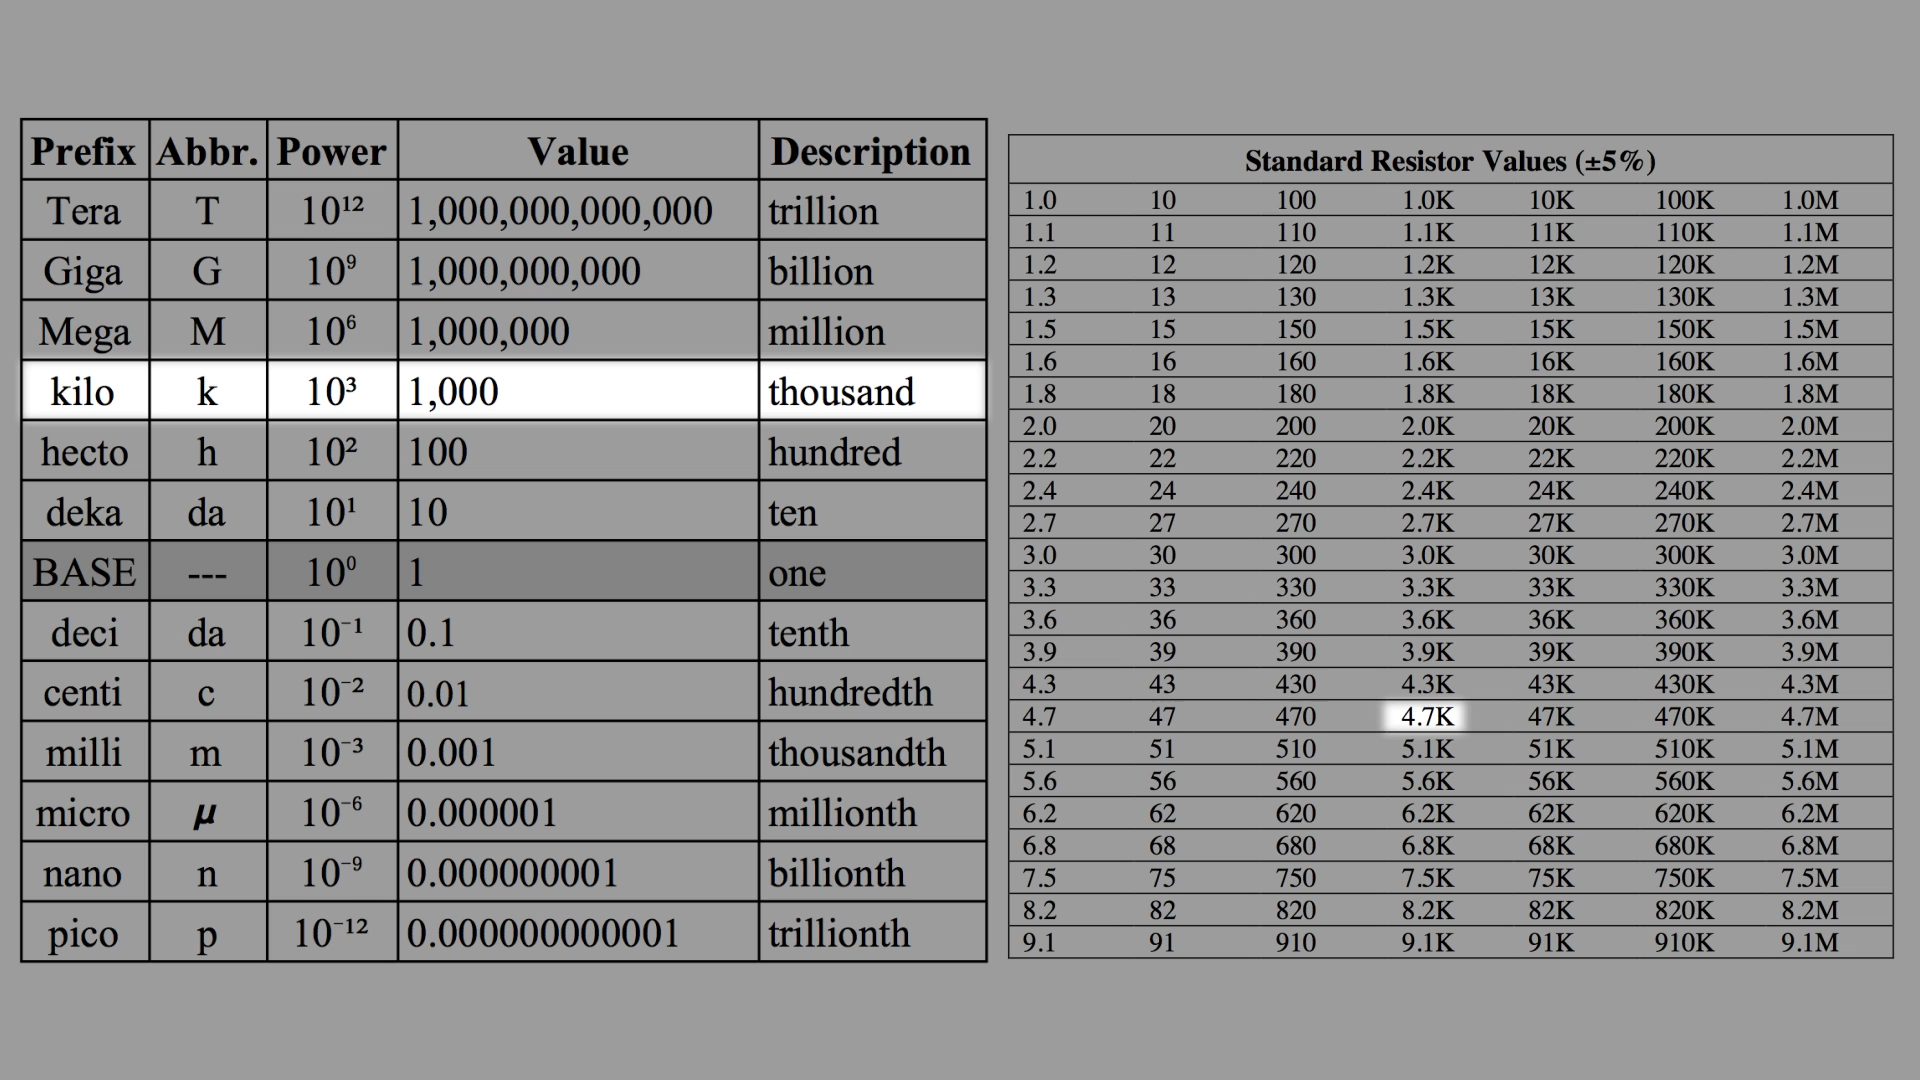 Prefix Abbr. Power Value Description
Tera T 10¹² 1,000,000,000,000 trillion
Giga G 10⁹ 1,000,000,000 billion
Mega M 10⁶ 1,000,000 million
kilo k 10³ 1,000 thousand
hecto h 10² 100 hundred
deka da 10¹ 10 ten
BASE --- 10⁰ 1 one
deci da 10⁻¹ 0.1 tenth
centi c 10⁻² 0.01 hundredth
milli m 10⁻³ 0.001 thousandth
micro μ 10⁻⁶ 0.000001 millionth
nano n 10⁻⁹ 0.000000001 billionth
pico p 10⁻¹² 0.000000000001 trillionth
Standard Resistor Values (±5%)
1.0 10 100 1.0K 10K 100K 1.0M
1.1 11 110 1.1K 11K 110K 1.1M
1.2 12 120 1.2K 12K 120K 1.2M
1.3 13 130 1.3K 13K 130K 1.3M
1.5 15 150 1.5K 15K 150K 1.5M
1.6 16 160 1.6K 16K 160K 1.6M
1.8 18 180 1.8K 18K 180K 1.8M
2.0 20 200 2.0K 20K 200K 2.0M
2.2 22 220 2.2K 22K 220K 2.2M
2.4 24 240 2.4K 24K 240K 2.4M
2.7 27 270 2.7K 27K 270K 2.7M
3.0 30 300 3.0K 30K 300K 3.0M
3.3 33 330 3.3K 33K 330K 3.3M
3.6 36 360 3.6K 36K 360K 3.6M
3.9 39 390 3.9K 39K 390K 3.9M
4.3 43 430 4.3K 43K 430K 4.3M
4.7 47 470 4.7K 47K 470K 4.7M
5.1 51 510 5.1K 51K 510K 5.1M
5.6 56 560 5.6K 56K 560K 5.6M
6.2 62 620 6.2K 62K 620K 6.2M
6.8 68 680 6.8K 68K 680K 6.8M
7.5 75 750 7.5K 75K 750K 7.5M
8.2 82 820 8.2K 82K 820K 8.2M
9.1 91 910 9.1K 91K 910K 9.1M